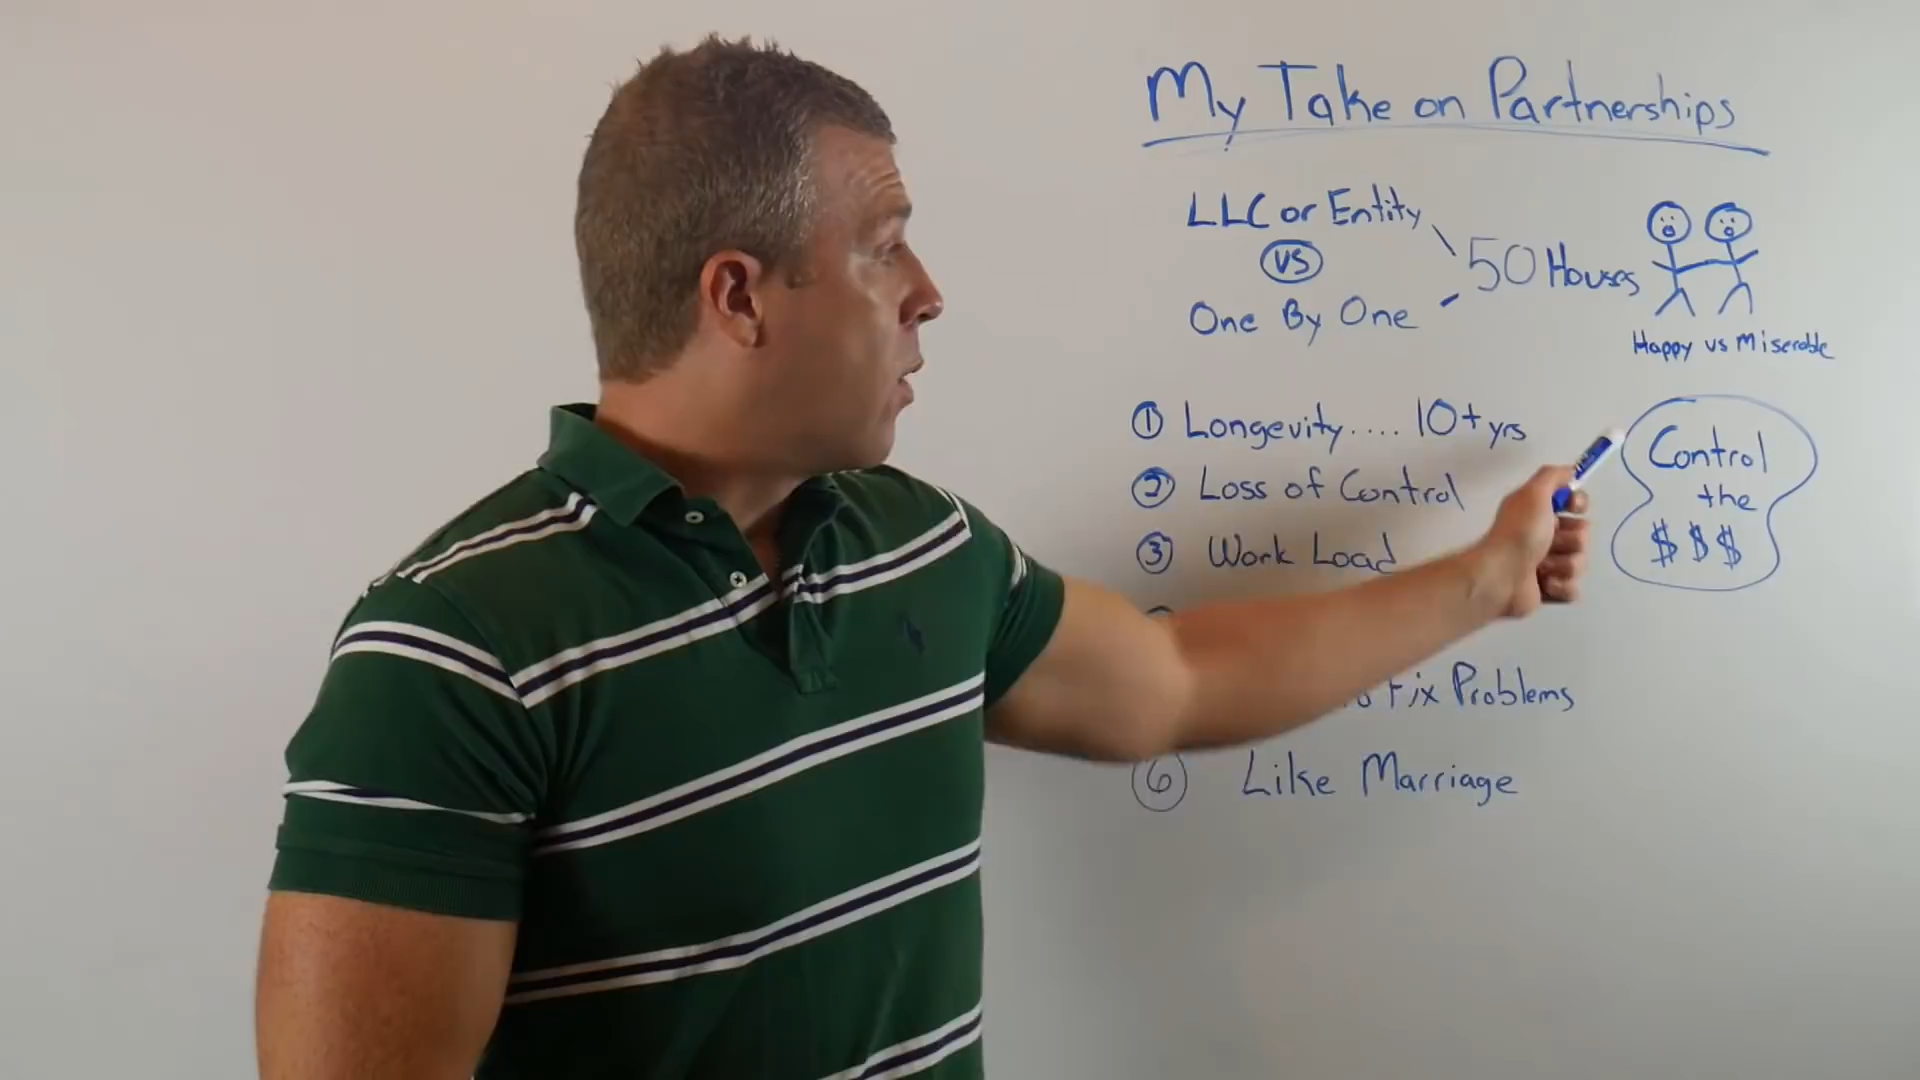 My Take on Partnerships
LLC or Entity
VS
One By One
50 Houses
Happy vs Miserable
① Longevity.... 10+ yrs
② Loss of Control
③ Work Load
Fix Problems
⑥ Like Marriage
Control
the
$ $ $